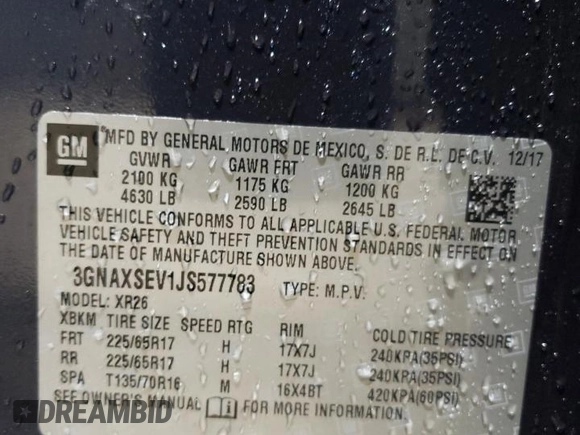 GM
MFD BY GENERAL MOTORS DE MEXICO, S. DE R.L. DE C.V. 12/17
GVWR GAWR FRT GAWR RR
2100 KG 1175 KG 1200 KG
4630 LB 2590 LB 2645 LB
THIS VEHICLE CONFORMS TO ALL APPLICABLE U.S. FEDERAL MOTOR
VEHICLE SAFETY AND THEFT PREVENTION STANDARDS IN EFFECT ON
THE DATE OF MANUFACTURE SHOWN ABOVE.
3GNAXSEV1JS577783 TYPE: M.P.V.
MODEL: XR26
XBKM TIRE SIZE SPEED RTG RIM COLD TIRE PRESSURE
FRT 225/65R17 H 17X7J 240KPA(35PSI)
RR 225/65R17 H 17X7J 240KPA(35PSI)
SPA T135/70R16 M 16X4BT 420KPA(60PSI)
SEE OWNER'S MANUAL FOR MORE INFORMATION.
OWNERBID